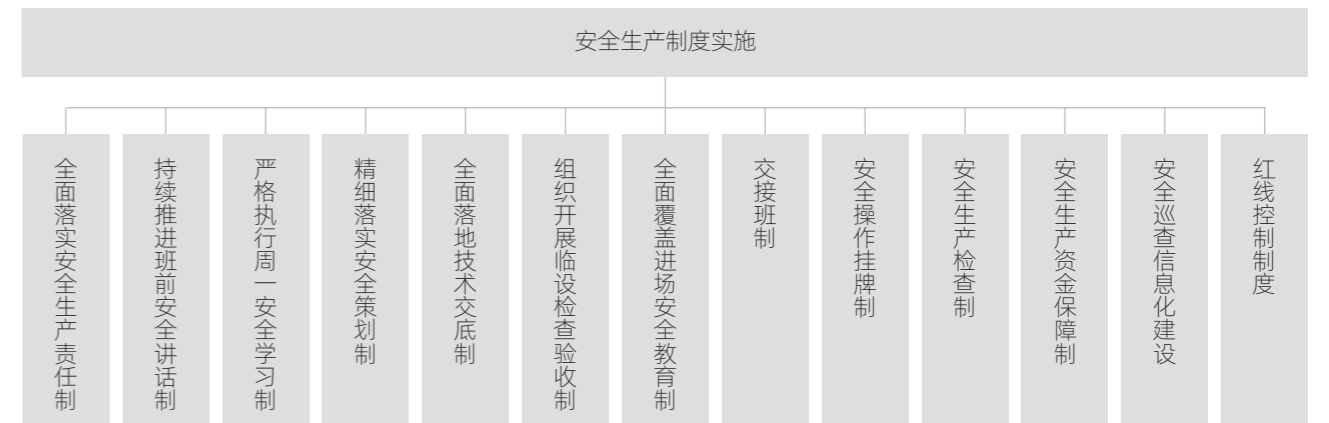 安全生产制度实施
全面落实安全生产责任制
持续推进班前安全讲话制
严格执行周一安全学习制
精细落实安全策划制
全面落地技术交底制
组织开展临设检查验收制
全面覆盖进场安全教育制
交接班制
安全操作挂牌制
安全生产检查制
安全生产资金保障制
安全巡查信息化建设
红线控制制度